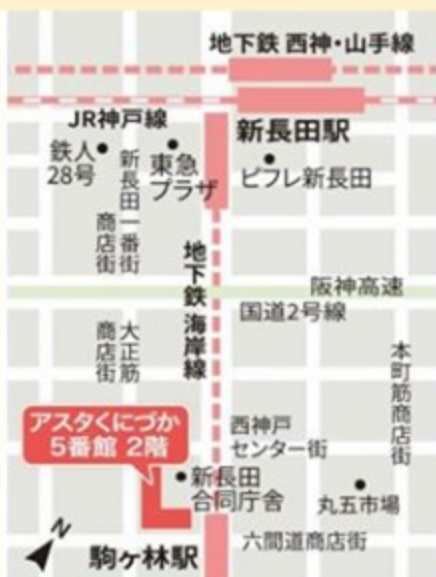 地下鉄 西神・山手線
JR神戸線
新長田駅
鉄人
28号
新長田一番街
商店街
東急
プラザ
ピフレ新長田
地下鉄 海岸線
阪神高速
国道2号線
大正筋
商店街
本町筋商店街
アスタくにづか
5番館 2階
西神戸
センター街
新長田
合同庁舎
丸五市場
六間道商店街
駒ヶ林駅
N